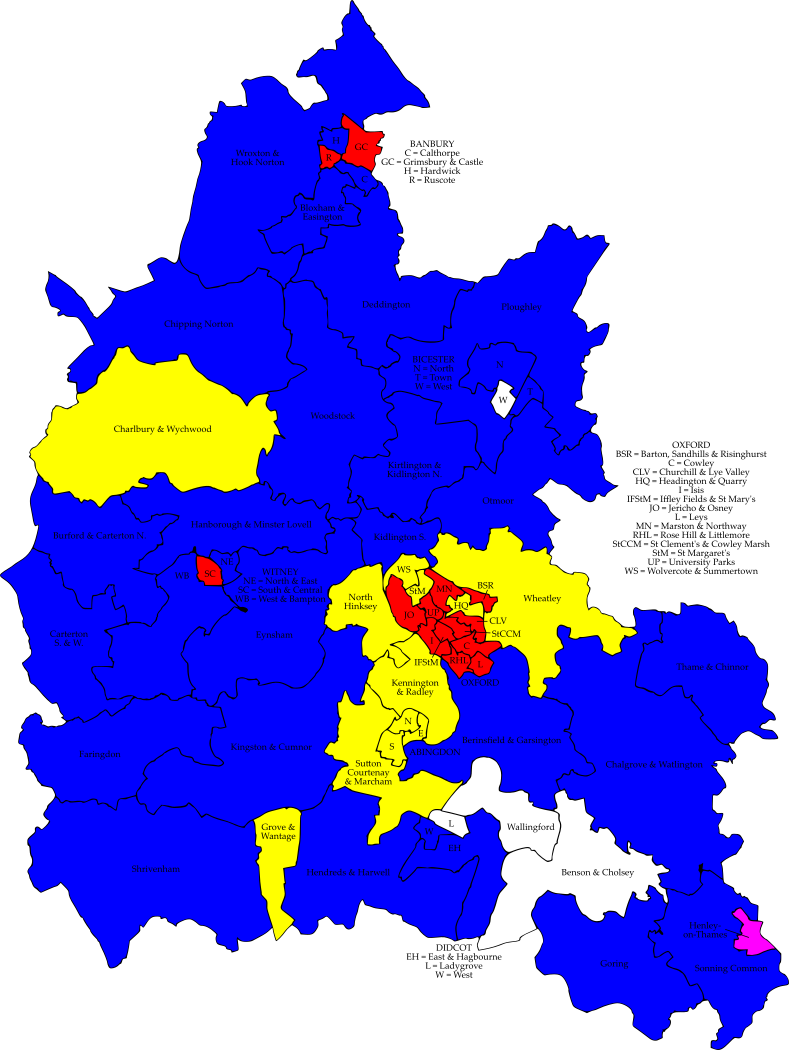 BANBURY
C = Calthorpe
GC = Grimsbury & Castle
H = Hardwick
R = Ruscote
H
GC
R
C
Wroxton &
Hook Norton
Bloxham &
Easington
Deddington
Ploughley
Chipping Norton
BICESTER
N = North
T = Town
W = West
N
W
T
Charlbury & Wychwood
Woodstock
Kirtlington &
Kidlington N.
Otmoor
OXFORD
BSR = Barton, Sandhills & Risinghurst
C = Cowley
CLV = Churchill & Lye Valley
HQ = Headington & Quarry
I = Isis
IFStM = Iffley Fields & St Mary's
JO = Jericho & Osney
L = Leys
MN = Marston & Northway
RHL = Rose Hill & Littlemore
StCCM = St Clement's & Cowley Marsh
StM = St Margaret's
UP = University Parks
WS = Wolvercote & Summertown
Hanborough & Minster Lovell
Burford & Carterton N.
Kidlington S.
WB
SC
NE
WITNEY
NE = North & East
SC = South & Central
WB = West & Bampton
WS
StM
MN
BSR
HQ
North
Hinksey
Wheatley
JO
UP
CLV
StCCM
I
C
IFStM
RHL
L
OXFORD
Carterton
S. & W.
Eynsham
Thame & Chinnor
Kennington
& Radley
N
E
S
ABINGDON
Berinsfield & Garsington
Faringdon
Kingston & Cumnor
Sutton
Courtenay
& Marcham
Chalgrove & Watlington
Grove &
Wantage
W
L
EH
Wallingford
Shrivenham
Hendreds & Harwell
Benson & Cholsey
DIDCOT
EH = East & Hagbourne
L = Ladygrove
W = West
Henley-
on-Thames
Goring
Sonning Common